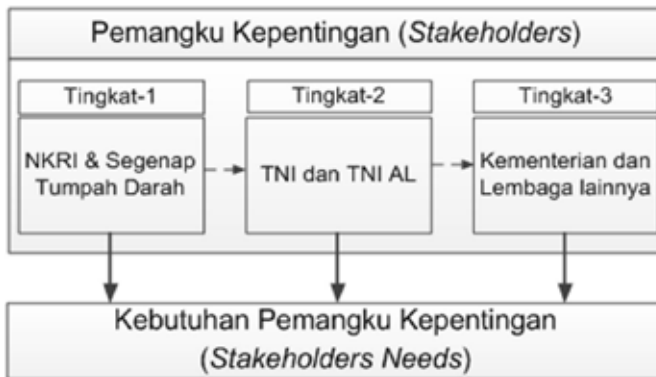 Pemangku Kepentingan (Stakeholders)
Tingkat-1
Tingkat-2
Tingkat-3
NKRI & Segenap
Tumpah Darah
TNI dan TNI AL
Kementerian dan
Lembaga lainnya
Kebutuhan Pemangku Kepentingan
(Stakeholders Needs)